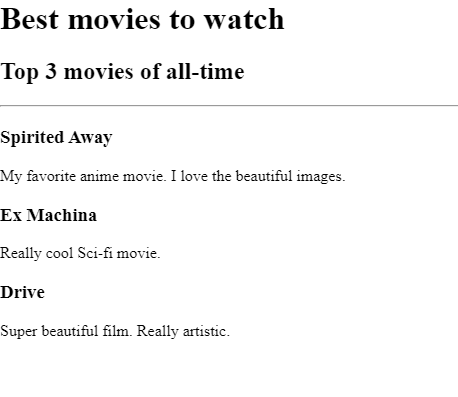 Best movies to watch
Top 3 movies of all-time
Spirited Away
My favorite anime movie. I love the beautiful images.
Ex Machina
Really cool Sci-fi movie.
Drive
Super beautiful film. Really artistic.